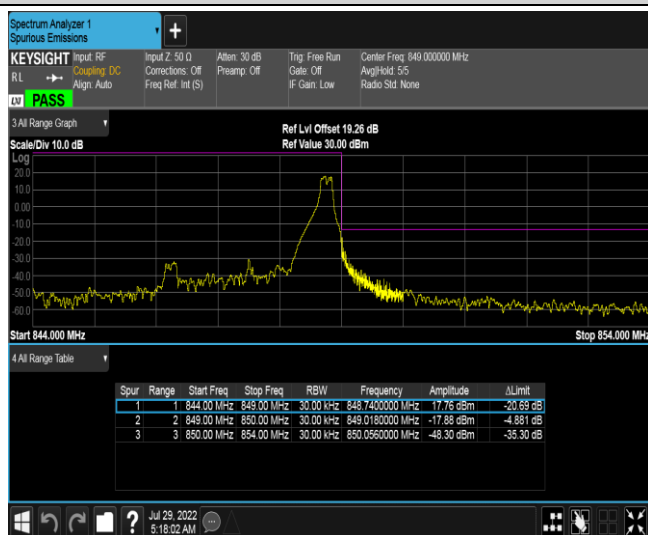 Spectrum Analyzer 1
Spurious Emissions
+
KEYSIGHT
R L
LXI PASS
Input: RF
Coupling: DC
Align: Auto
Input Z: 50 Ω
Corrections: Off
Freq Ref: Int (S)
Atten: 30 dB
Preamp: Off
Trig: Free Run
Gate: Off
IF Gain: Low
Center Freq: 849.000000 MHz
Avg|Hold: 5/5
Radio Std: None
3 All Range Graph
Scale/Div 10.0 dB
Ref Lvl Offset 19.26 dB
Ref Value 30.00 dBm
Log
20.0
10.0
0.00
-10.0
-20.0
-30.0
-40.0
-50.0
-60.0
Start 844.000 MHz Stop 854.000 MHz
4 All Range Table
Spur Range Start Freq Stop Freq RBW Frequency Amplitude ΔLimit
1 1 844.00 MHz 849.00 MHz 30.00 kHz 848.7400000 MHz 17.76 dBm -20.69 dB
2 2 849.00 MHz 850.00 MHz 30.00 kHz 849.0180000 MHz -17.88 dBm -4.881 dB
3 3 850.00 MHz 854.00 MHz 30.00 kHz 850.0560000 MHz -48.30 dBm -35.30 dB
?
Jul 29, 2022
5:18:02 AM